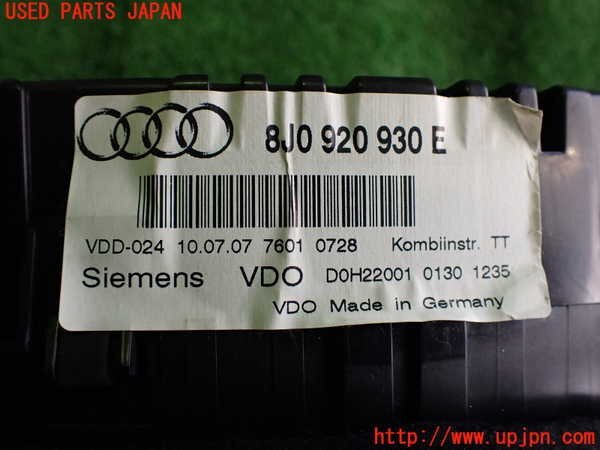 USED PARTS JAPAN
8J0 920 930 E
VDD-024 10.07.07 7601 0728 Kombiinstr. TT
Siemens VDO D0H22001 0130 1235
VDO Made in Germany
http://www.upjpn.com/